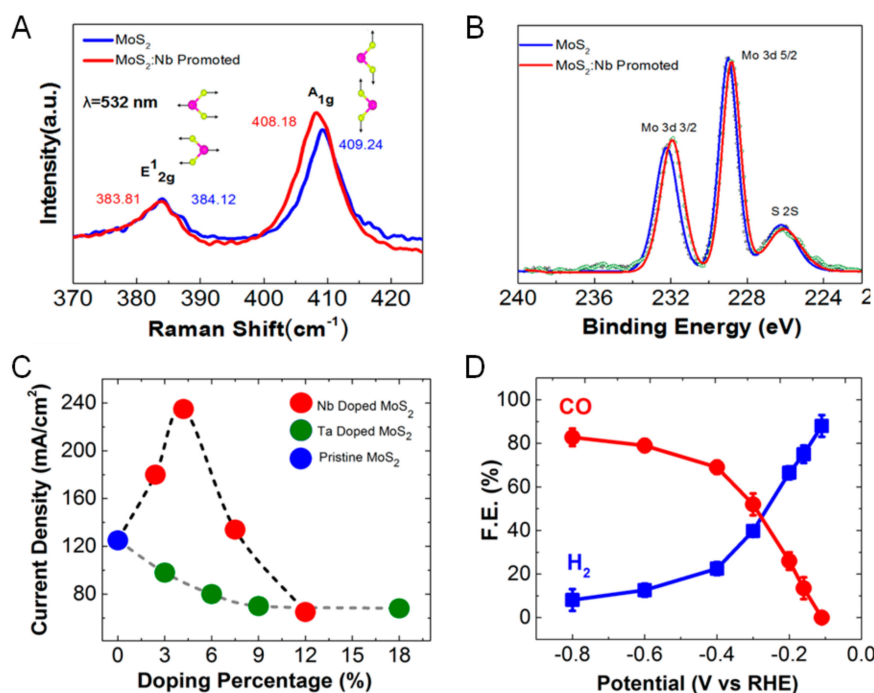 A
MoS2
MoS2:Nb Promoted
λ=532 nm
A1g
408.18
409.24
E12g
383.81
384.12
Intensity(a.u.)
370 380 390 400 410 420
Raman Shift(cm-1)
B
MoS2
MoS2:Nb Promoted
Mo 3d 5/2
Mo 3d 3/2
S 2S
240 236 232 228 224 2
Binding Energy (eV)
C
240
200
160
120
80
Current Density (mA/cm2)
Nb Doped MoS2
Ta Doped MoS2
Pristine MoS2
0 3 6 9 12 15 18
Doping Percentage (%)
D
100
80
60
40
20
0
F.E. (%)
CO
H2
-0.8 -0.6 -0.4 -0.2 0.0
Potential (V vs RHE)